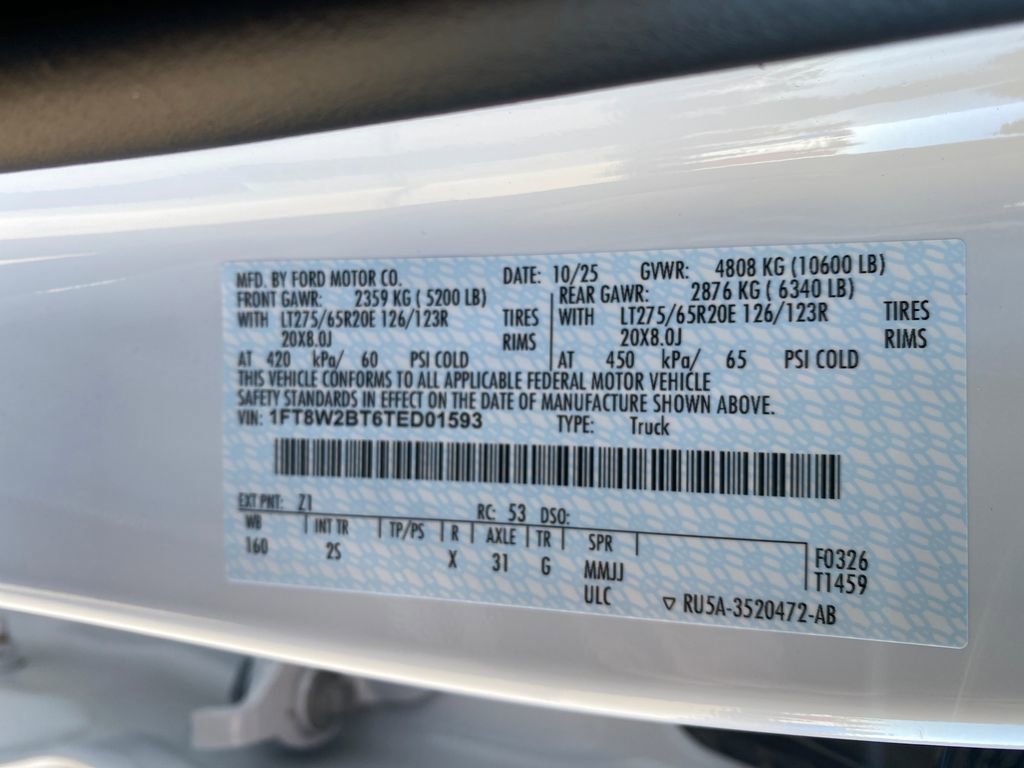 MFD. BY FORD MOTOR CO. DATE: 10/25 GVWR: 4808 KG (10600 LB)
FRONT GAWR: 2359 KG ( 5200 LB) REAR GAWR: 2876 KG ( 6340 LB)
WITH LT275/65R20E 126/123R TIRES WITH LT275/65R20E 126/123R TIRES
20X8.0J RIMS 20X8.0J RIMS
AT 420 kPa/ 60 PSI COLD AT 450 kPa/ 65 PSI COLD
THIS VEHICLE CONFORMS TO ALL APPLICABLE FEDERAL MOTOR VEHICLE
SAFETY STANDARDS IN EFFECT ON THE DATE OF MANUFACTURE SHOWN ABOVE.
VIN: 1FT8W2BT6TED01593 TYPE: Truck
EXT PNT: Z1 RC: 53 DSO:
WB INT TR TP/PS R AXLE TR SPR
160 2S X 31 G MMJJ F0326
ULC T1459
RU5A-3520472-AB